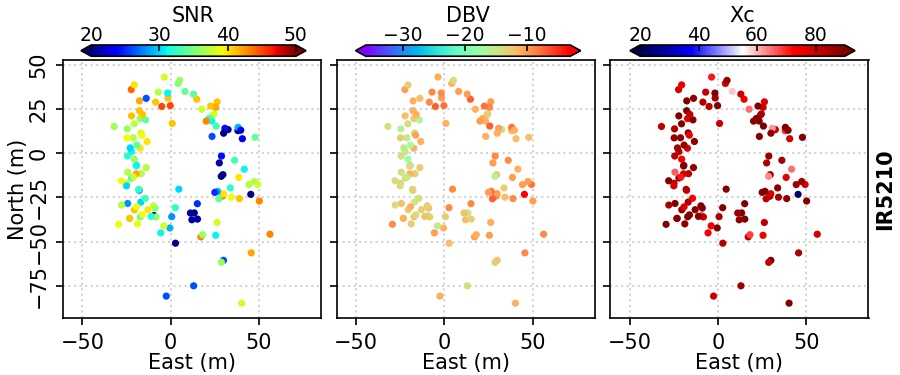 SNR DBV Xc
20 30 40 50 −30 −20 −10 20 40 60 80
50
25
0
−25
−50
−75
North (m)
IR5210
−50 0 50 −50 0 50 −50 0 50
East (m) East (m) East (m)